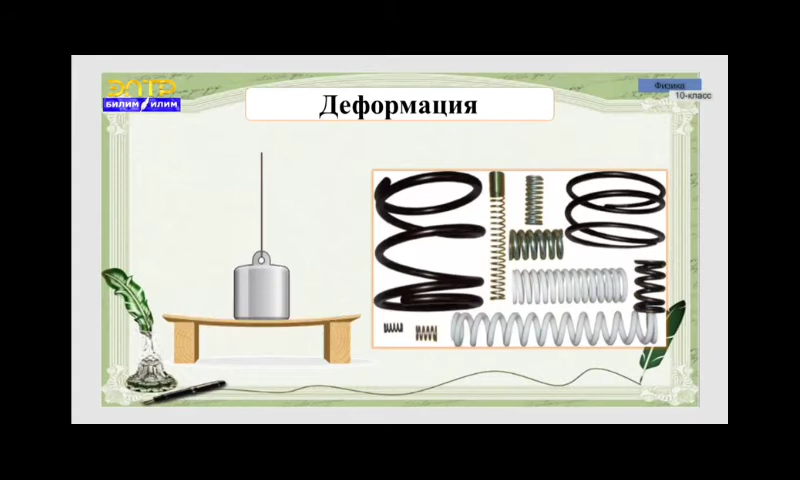 ЭЛТР
БИЛИМ ИЛИМ
Деформация
Физика
10-класс